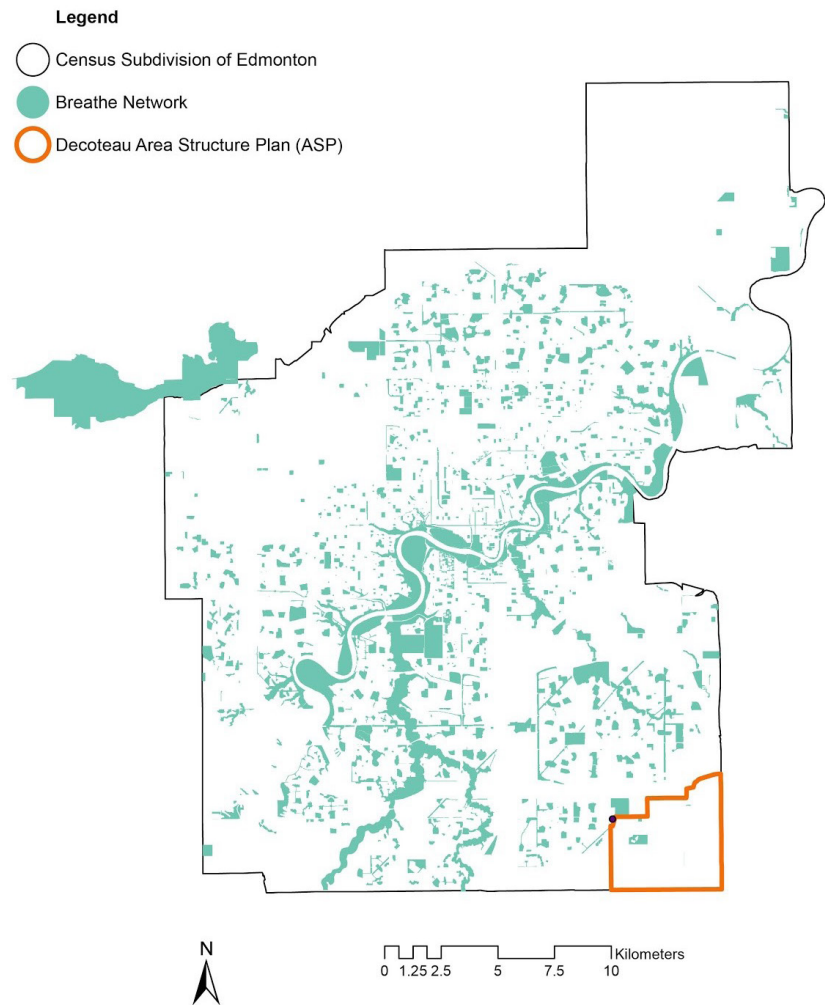 Legend
Census Subdivision of Edmonton
Breathe Network
Decoteau Area Structure Plan (ASP)
N
Kilometers
0 1.25 2.5 5 7.5 10